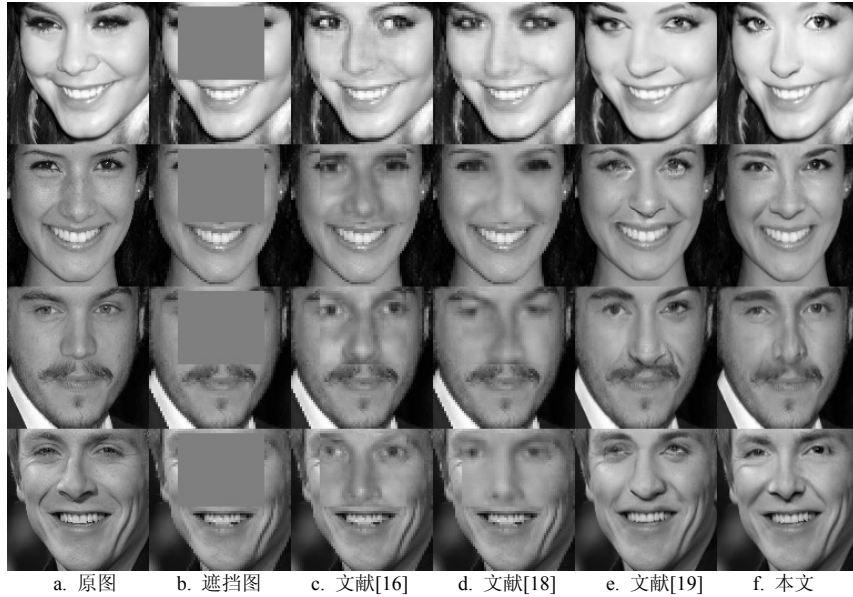 a. 原图 b. 遮挡图 c. 文献[16] d. 文献[18] e. 文献[19] f. 本文